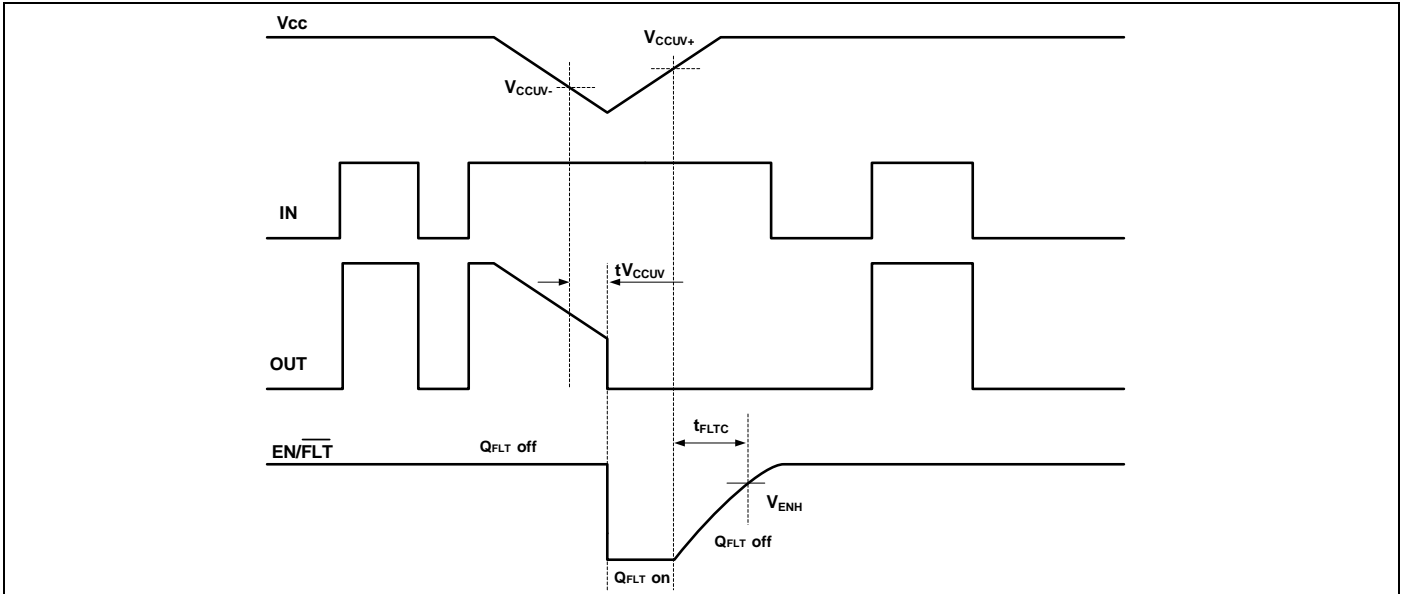 Vcc
VCCUV+
VCCUV-
IN
tVCCUV
OUT
tFLTC
EN/FLT
QFLT off
VENH
QFLT off
QFLT on